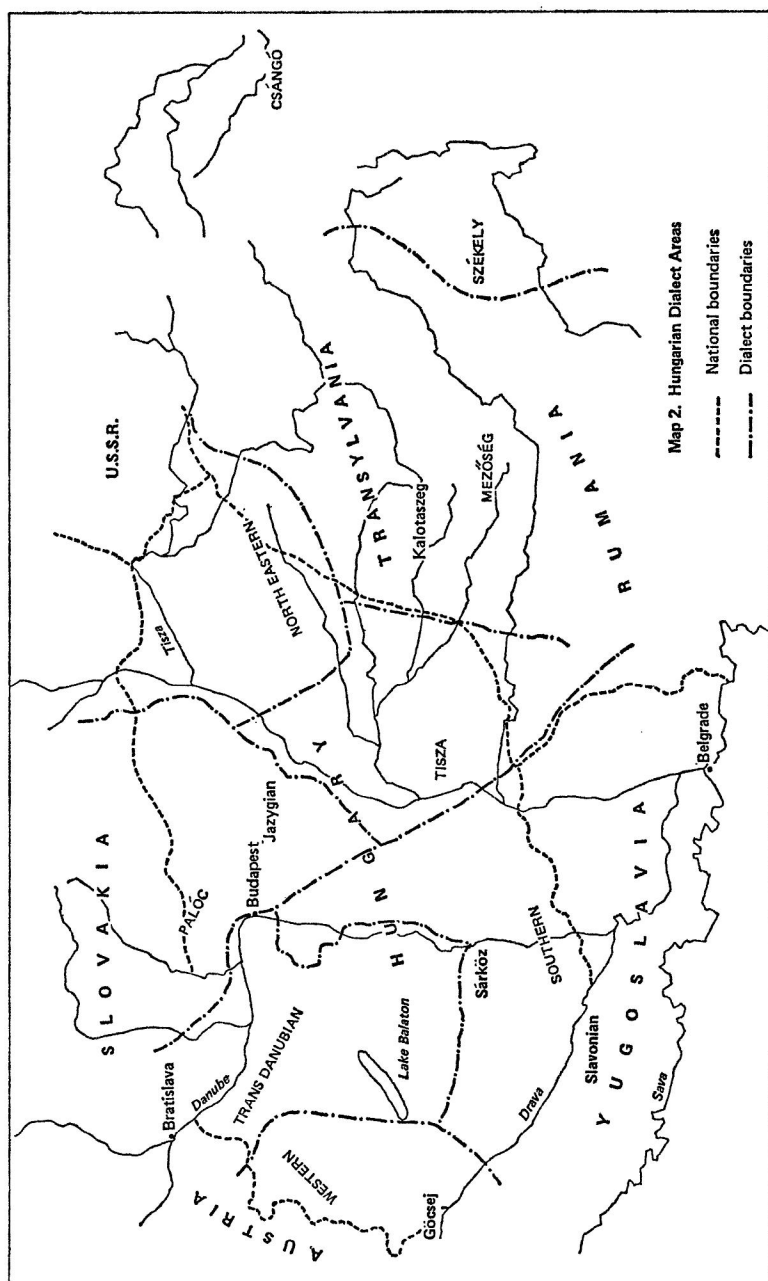 U.S.S.R.
CSÁNGÓ
SLOVAKIA
Bratislava
Danube
PALÓC
Tisza
NORTH EASTERN
TRANSYLVANIA
AUSTRIA
TRANS DANUBIAN
Budapest
Jazygian
WESTERN
HUNGARY
Kalotaszeg
SZÉKELY
Lake Balaton
MEZŐSÉG
TISZA
Göcsej
Sárköz
SOUTHERN
Drava
RUMANIA
Slavonian
YUGOSLAVIA
Sava
Belgrade
Map 2. Hungarian Dialect Areas
National boundaries
Dialect boundaries